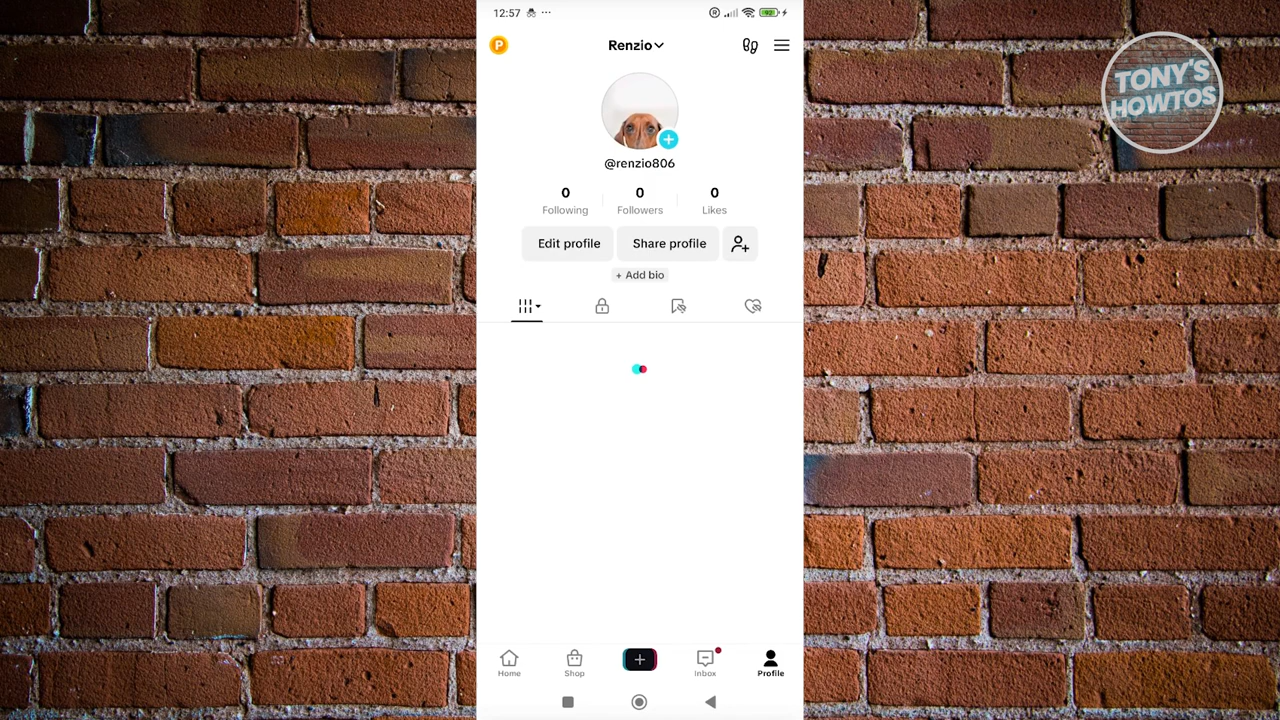 12:57
P
Renzio
TONY'S
HOWTOS
@renzio806
0
0
0
Following
Followers
Likes
Edit profile
Share profile
+ Add bio
Home
Shop
Inbox
Profile